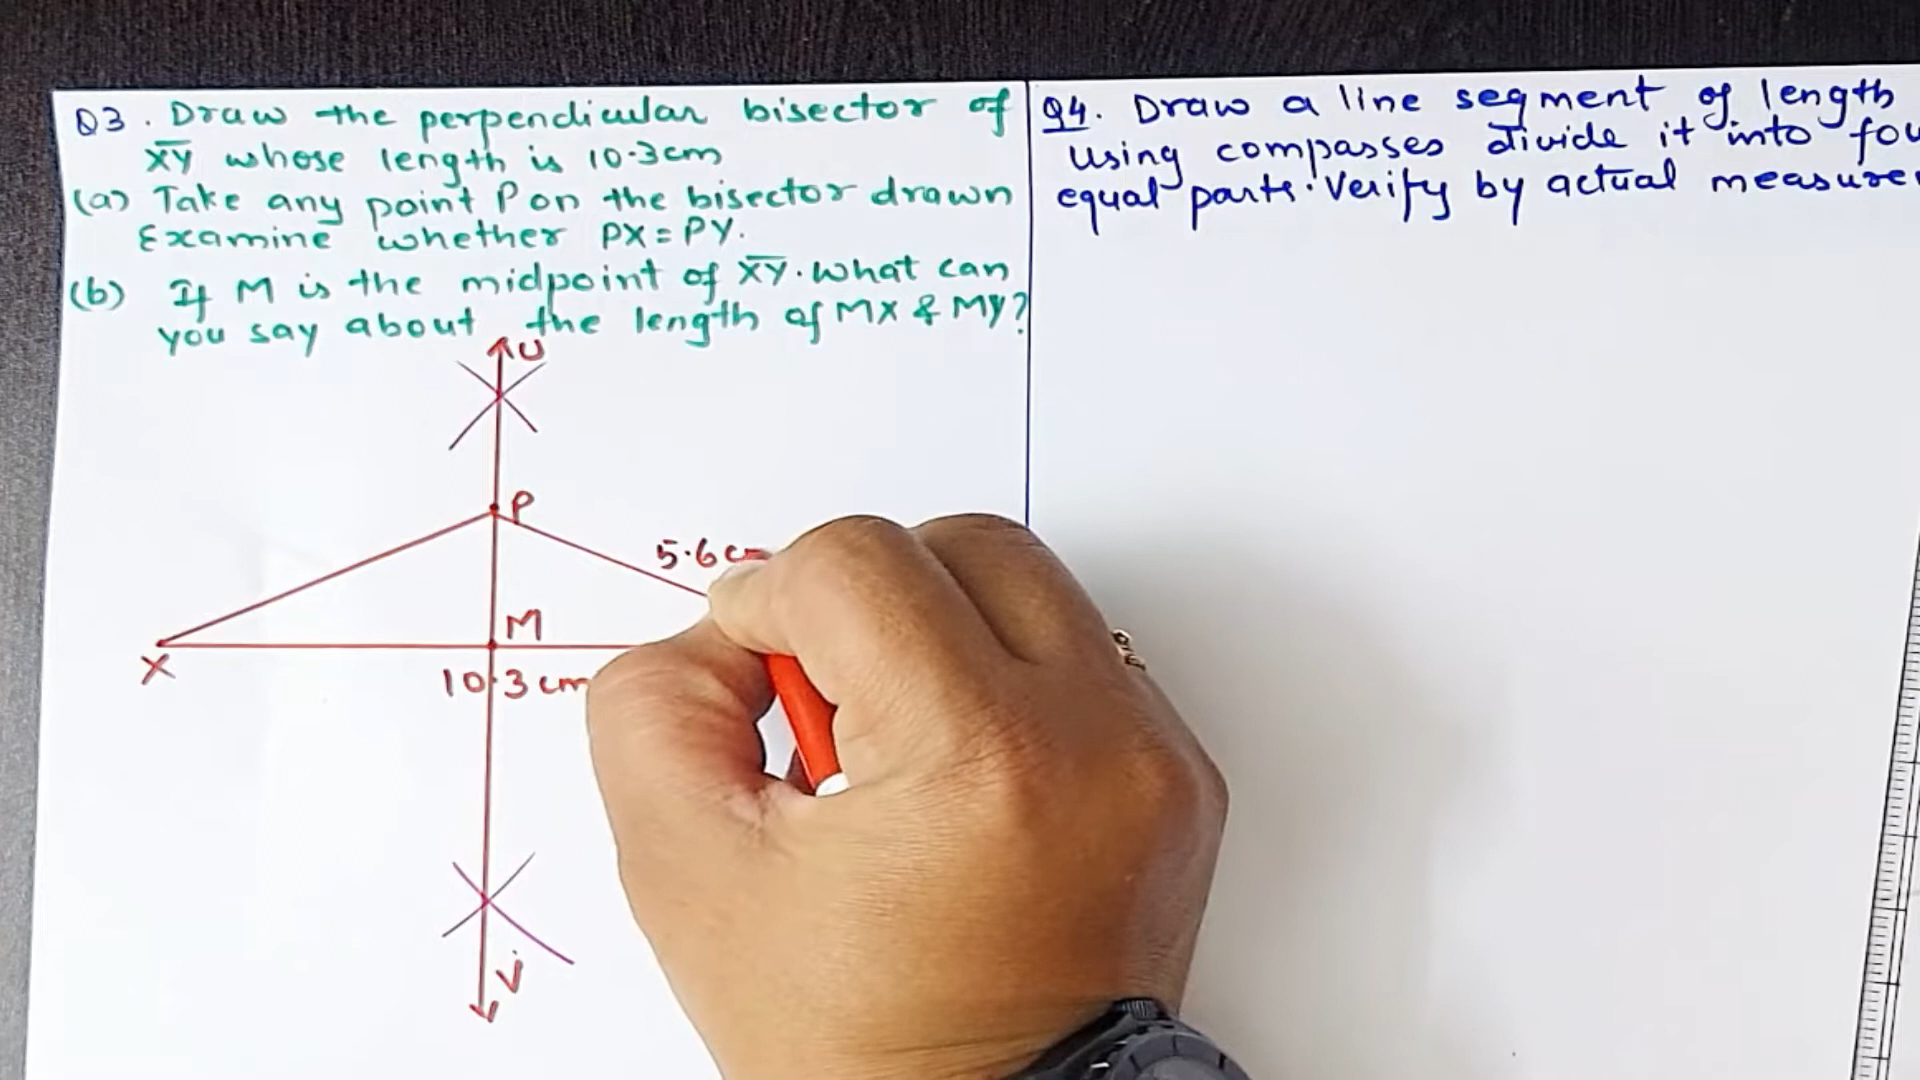 Q3. Draw the perpendicular bisector of
XY whose length is 10.3cm
(a) Take any point P on the bisector drawn
Examine whether PX = PY.
(b) If M is the midpoint of XY. What can
you say about the length of MX & MY?
Q4. Draw a line segment of length
Using compasses divide it into
equal parts. Verify by actual
U
P
5.6
M
X
10.3 cm
V